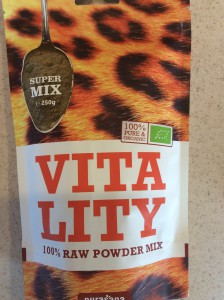 SUPER
MIX
℮ 250g
100%
PURE &
ORGANIC
VITA
LITY
100% RAW POWDER MIX
purasana